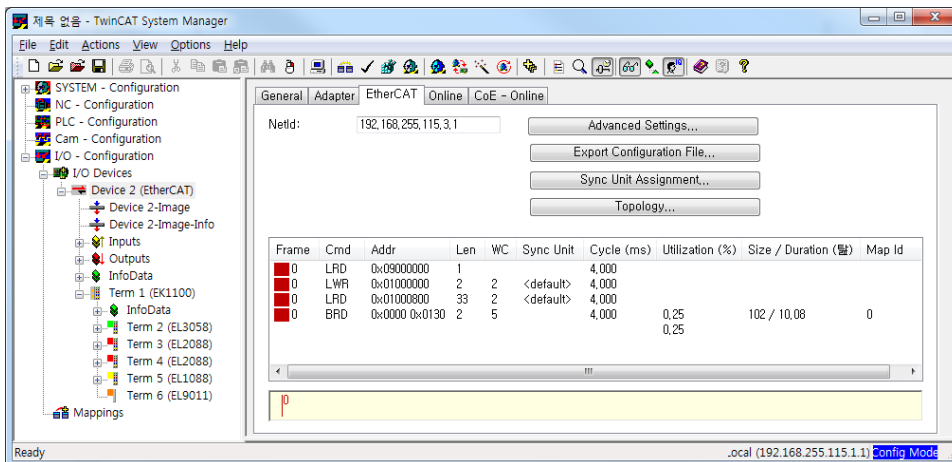 제목 없음 - TwinCAT System Manager
File Edit Actions View Options Help
SYSTEM - Configuration
NC - Configuration
PLC - Configuration
Cam - Configuration
I/O - Configuration
I/O Devices
Device 2 (EtherCAT)
Device 2-Image
Device 2-Image-Info
Inputs
Outputs
InfoData
Term 1 (EK1100)
InfoData
Term 2 (EL3058)
Term 3 (EL2088)
Term 4 (EL2088)
Term 5 (EL1088)
Term 6 (EL9011)
Mappings
General Adapter EtherCAT Online CoE - Online
NetId: 192,168,255,115,3,1
Advanced Settings,,,
Export Configuration File,,,
Sync Unit Assignment,,,
Topology,,,
Frame Cmd Addr Len WC Sync Unit Cycle (ms) Utilization (%) Size / Duration (탎) Map Id
0 LRD 0x09000000 1 4,000
0 LWR 0x01000000 2 2 <default> 4,000
0 LRD 0x01000800 33 2 <default> 4,000
0 BRD 0x0000 0x0130 2 5 4,000 0,25 102 / 10,08 0
0,25
0
Ready
.ocal (192.168.255.115.1.1) Config Mode